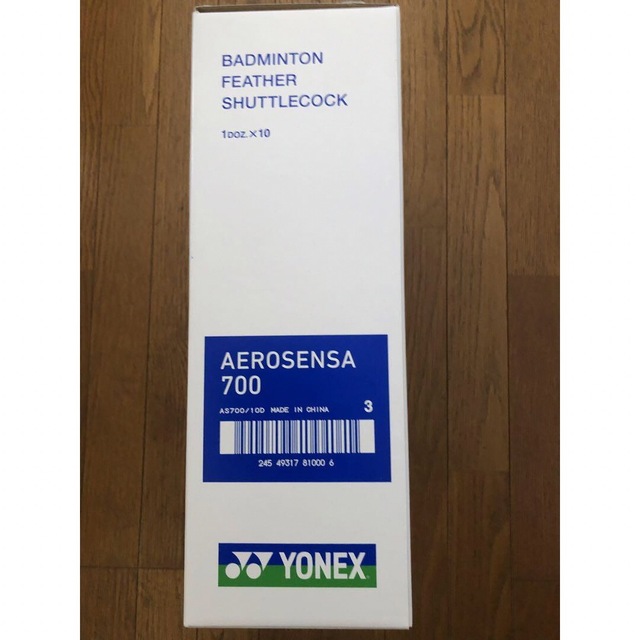 BADMINTON
FEATHER
SHUTTLECOCK
1DOZ.×10
AEROSENSA
700
AS700/10D MADE IN CHINA 3
245 49317 81000 6
YONEX